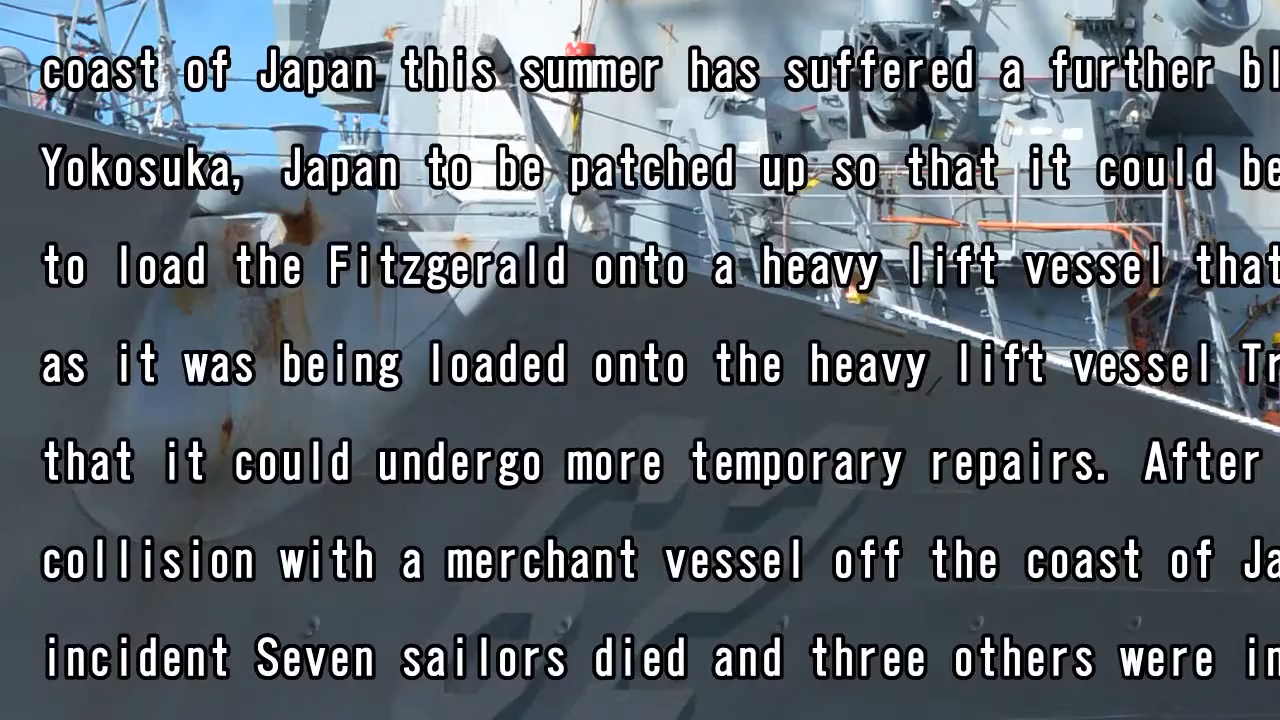 coast of Japan this summer has suffered a further
Yokosuka, Japan to be patched up so that it could be
to load the Fitzgerald onto a heavy lift vessel that
as it was being loaded onto the heavy lift vessel
that it could undergo more temporary repairs. After
collision with a merchant vessel off the coast of
incident Seven sailors died and three others were
62